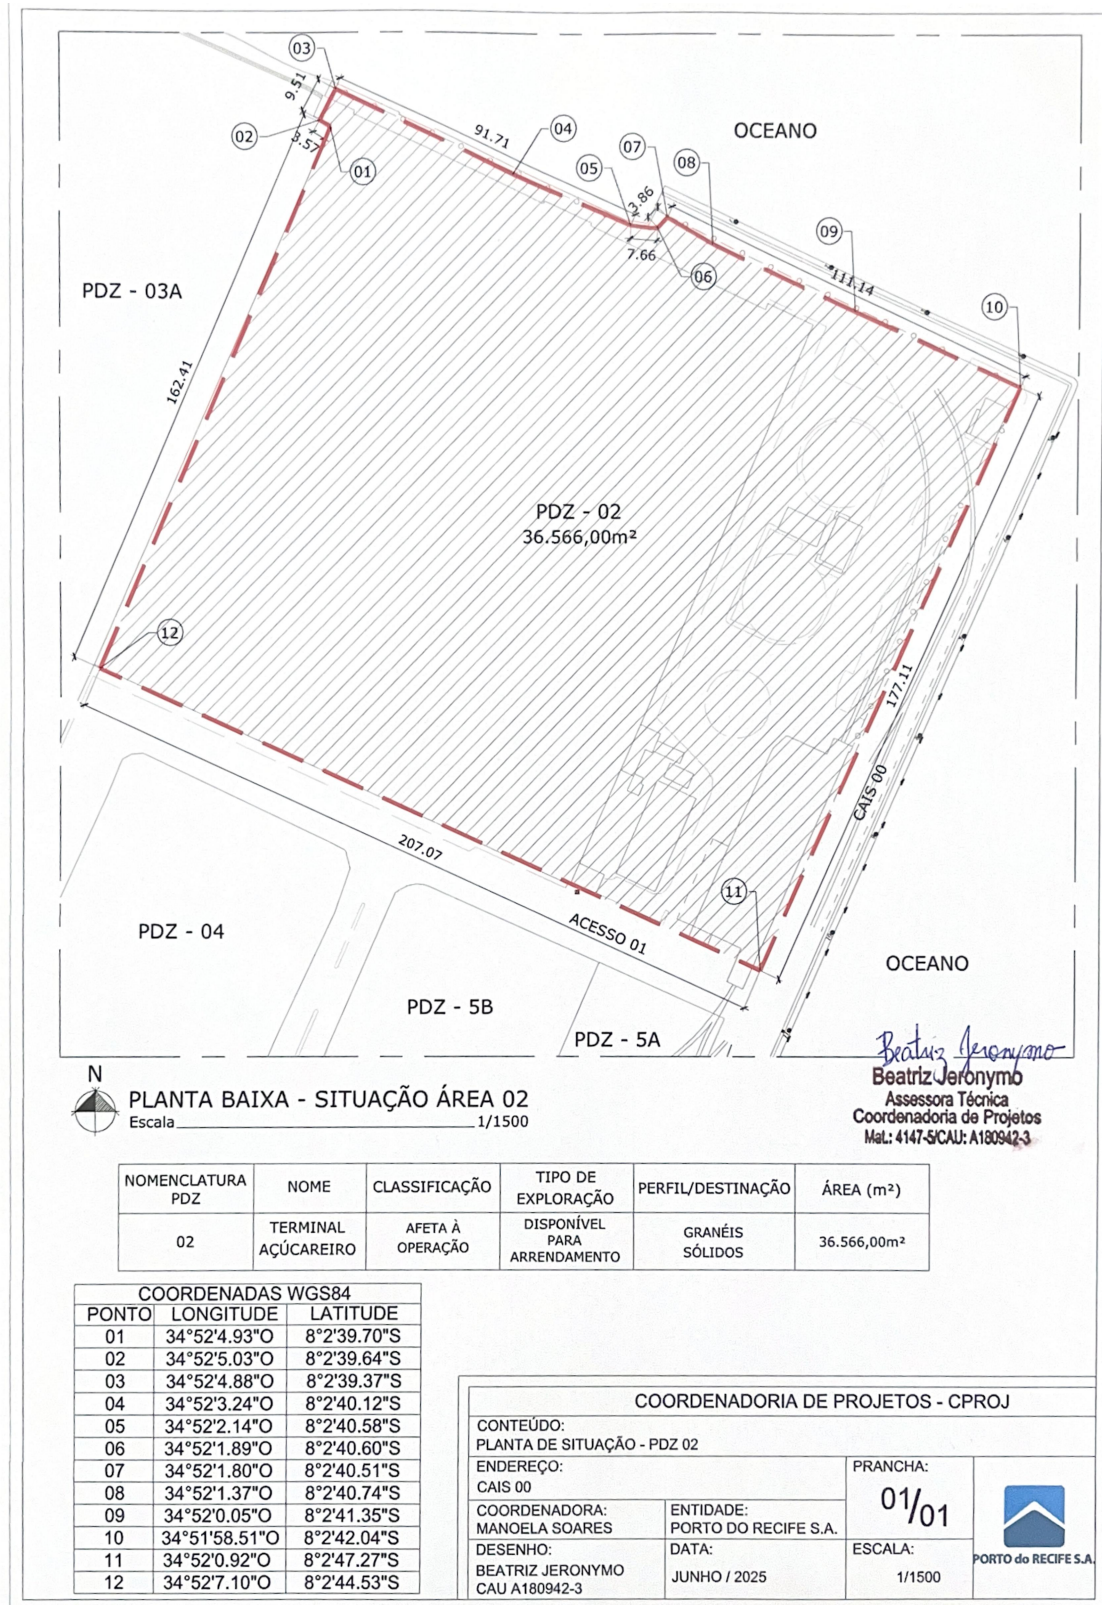 03
9.51
02
3.57
01
91.71
04
05
07
3.86
08
7.66
06
OCEANO
09
111.14
10
PDZ - 03A
162.41
PDZ - 02
36.566,00m²
12
177.11
CAIS 00
207.07
11
ACESSO 01
PDZ - 04
PDZ - 5B
PDZ - 5A
OCEANO
Beatriz Jeronymo
Beatriz Jerônymo
Assessora Técnica
Coordenadoria de Projetos
Mat.: 4147-5/CAU: A180942-3
N
PLANTA BAIXA - SITUAÇÃO ÁREA 02
Escala 1/1500
NOMENCLATURA PDZ NOME CLASSIFICAÇÃO TIPO DE EXPLORAÇÃO PERFIL/DESTINAÇÃO ÁREA (m²)
02 TERMINAL AÇÚCAREIRO AFETA À OPERAÇÃO DISPONÍVEL PARA ARRENDAMENTO GRANÉIS SÓLIDOS 36.566,00m²
COORDENADAS WGS84
PONTO LONGITUDE LATITUDE
01 34°52'4.93"O 8°2'39.70"S
02 34°52'5.03"O 8°2'39.64"S
03 34°52'4.88"O 8°2'39.37"S
04 34°52'3.24"O 8°2'40.12"S
05 34°52'2.14"O 8°2'40.58"S
06 34°52'1.89"O 8°2'40.60"S
07 34°52'1.80"O 8°2'40.51"S
08 34°52'1.37"O 8°2'40.74"S
09 34°52'0.05"O 8°2'41.35"S
10 34°51'58.51"O 8°2'42.04"S
11 34°52'0.92"O 8°2'47.27"S
12 34°52'7.10"O 8°2'44.53"S
COORDENADORIA DE PROJETOS - CPROJ
CONTEÚDO:
PLANTA DE SITUAÇÃO - PDZ 02
ENDEREÇO:
CAIS 00
PRANCHA:
01/01
COORDENADORA:
MANOELA SOARES
ENTIDADE:
PORTO DO RECIFE S.A.
DESENHO:
BEATRIZ JERONYMO
CAU A180942-3
DATA:
JUNHO / 2025
ESCALA:
1/1500
PORTO do RECIFE S.A.